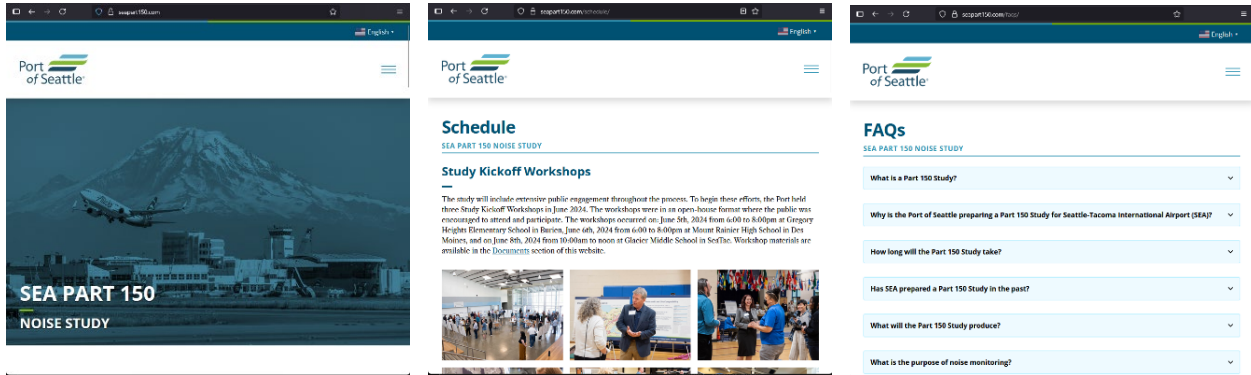 seapart150.com
English
Port
of Seattle
SEA PART 150
NOISE STUDY
seapart150.com/schedule/
English
Port
of Seattle
Schedule
SEA PART 150 NOISE STUDY
Study Kickoff Workshops
The study will include extensive public engagement throughout the process. To begin these efforts, the Port held
three Study Kickoff Workshops in June 2024. The workshops were in an open-house format where the public was
encouraged to attend and participate. The workshops occurred on: June 5th, 2024 from 6:00 to 8:00pm at Gregory
Heights Elementary School in Burien, June 6th, 2024 from 6:00 to 8:00pm at Mount Rainier High School in Des
Moines, and on June 8th, 2024 from 10:00am to noon at Glacier Middle School in SeaTac. Workshop materials are
available in the Documents section of this website.
seapart150.com/faqs/
English
Port
of Seattle
FAQs
SEA PART 150 NOISE STUDY
What is a Part 150 Study?
Why is the Port of Seattle preparing a Part 150 Study for Seattle-Tacoma International Airport (SEA)?
How long will the Part 150 Study take?
Has SEA prepared a Part 150 Study in the past?
What will the Part 150 Study produce?
What is the purpose of noise monitoring?